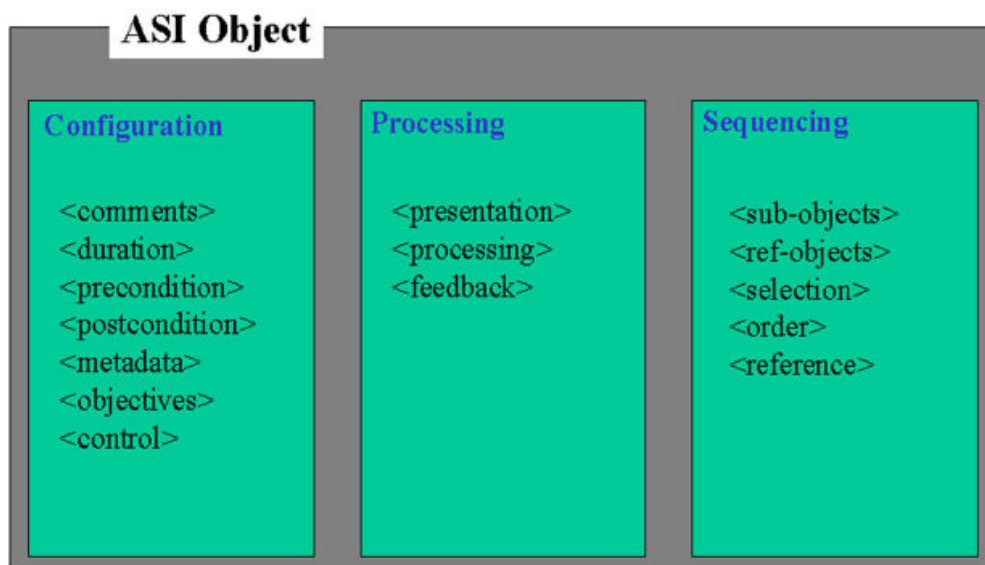 ASI Object
Configuration
<comments>
<duration>
<precondition>
<postcondition>
<metadata>
<objectives>
<control>
Processing
<presentation>
<processing>
<feedback>
Sequencing
<sub-objects>
<ref-objects>
<selection>
<order>
<reference>